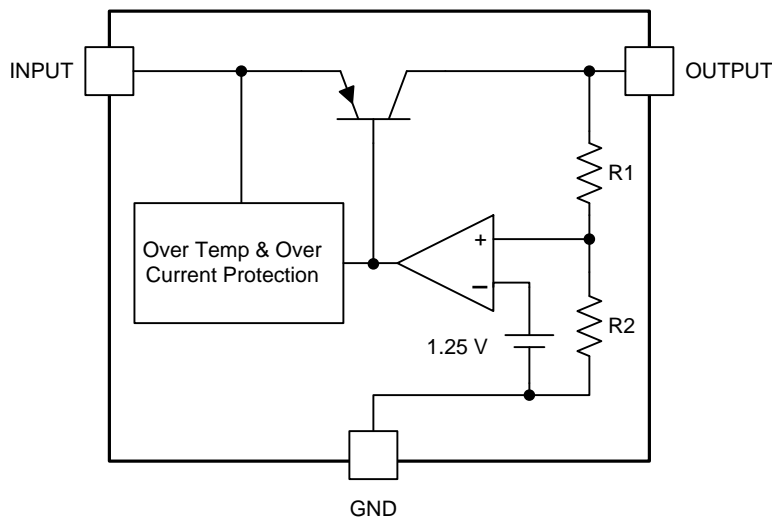 INPUT
OUTPUT
R1
Over Temp & Over
Current Protection
+
−
R2
1.25 V
GND